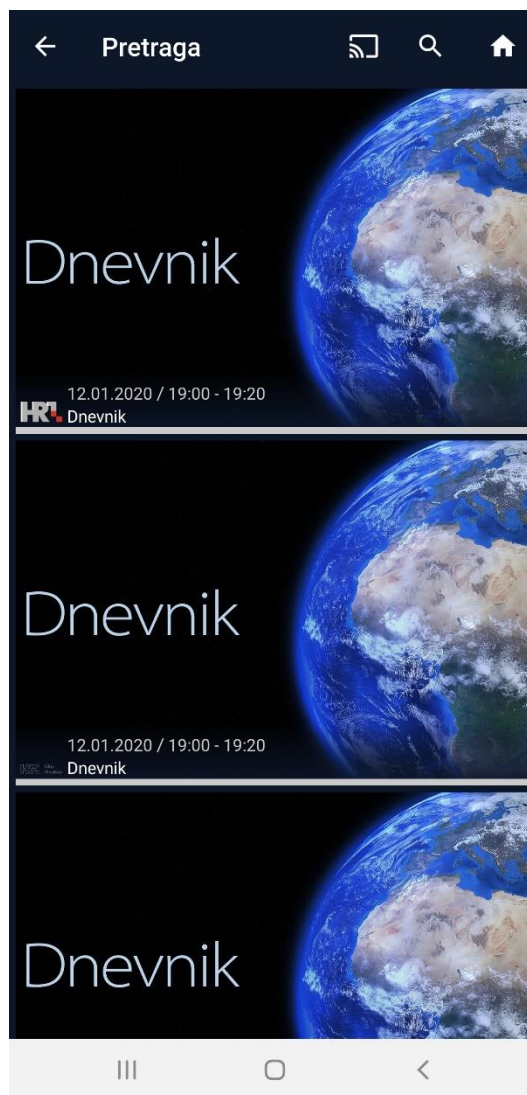 Pretraga
Dnevnik
12.01.2020 / 19:00 - 19:20
HRT
Dnevnik
Dnevnik
12.01.2020 / 19:00 - 19:20
Dnevnik
Dnevnik